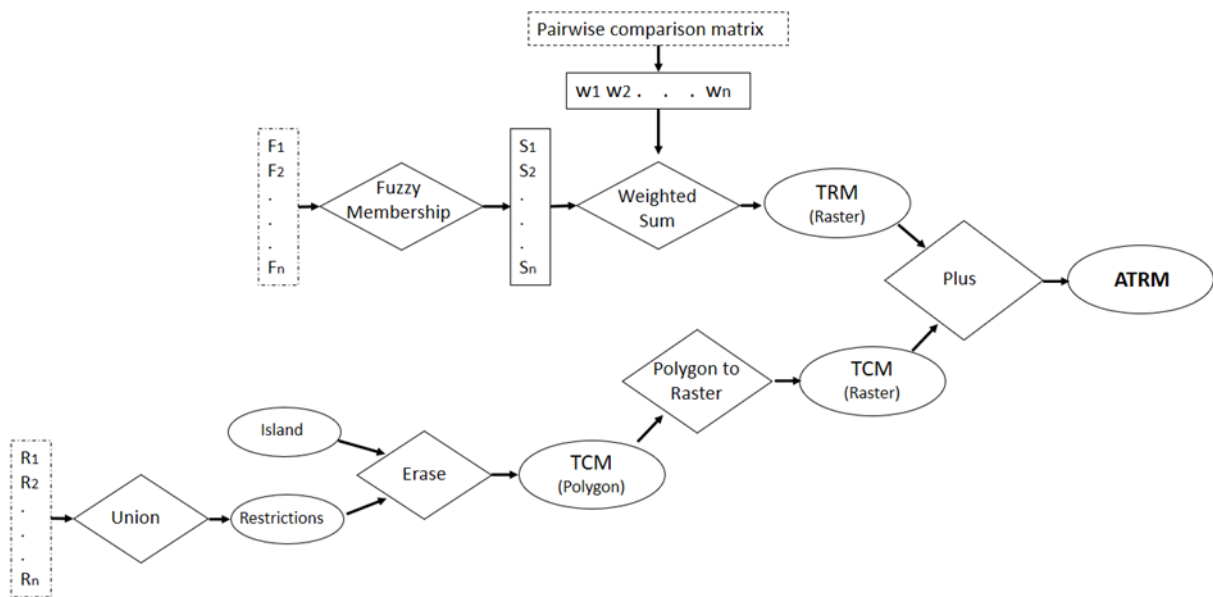 Pairwise comparison matrix
w1 w2 . . . wn
F1
F2
.
.
.
Fn
Fuzzy
Membership
S1
S2
.
.
.
Sn
Weighted
Sum
TRM
(Raster)
Plus
ATRM
Polygon to
Raster
TCM
(Raster)
Island
Erase
TCM
(Polygon)
R1
R2
.
.
.
Rn
Union
Restrictions